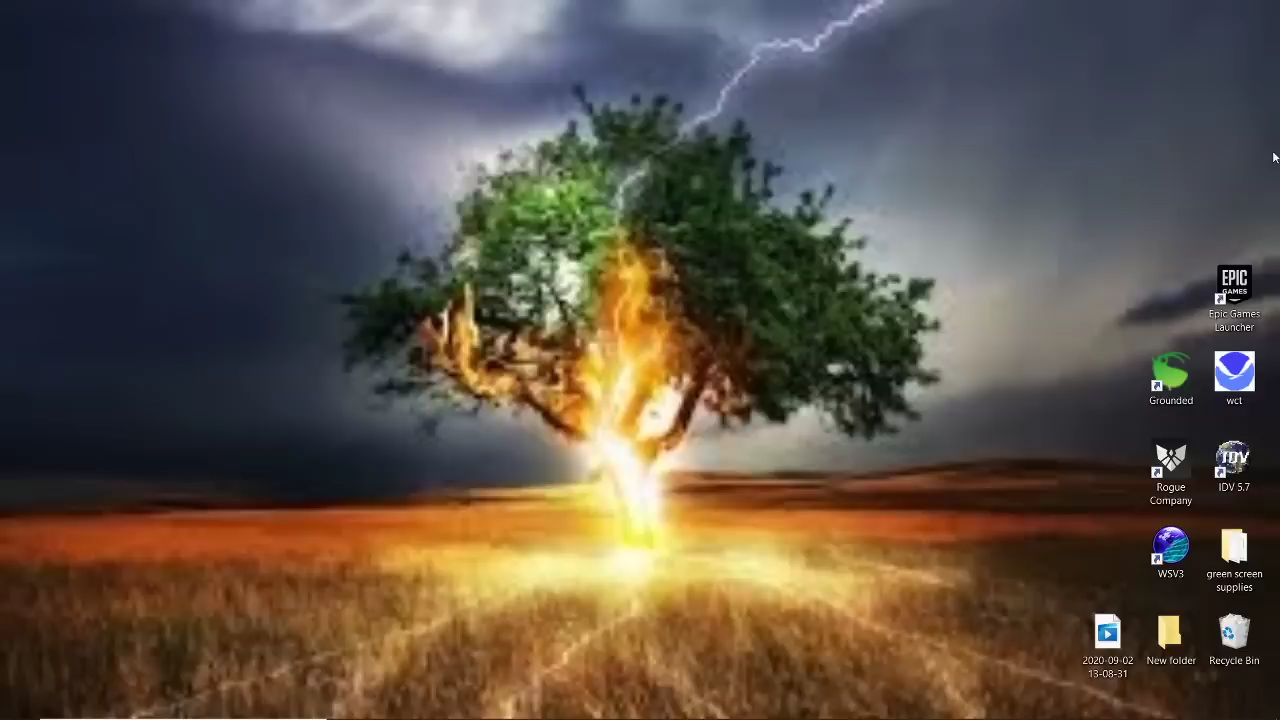 EPIC
GAMES
Epic Games
Launcher
Grounded
wct
Rogue
Company
IDV
IDV 5.7
WSV3
green screen
supplies
2020-09-02
13-08-31
New folder
Recycle Bin